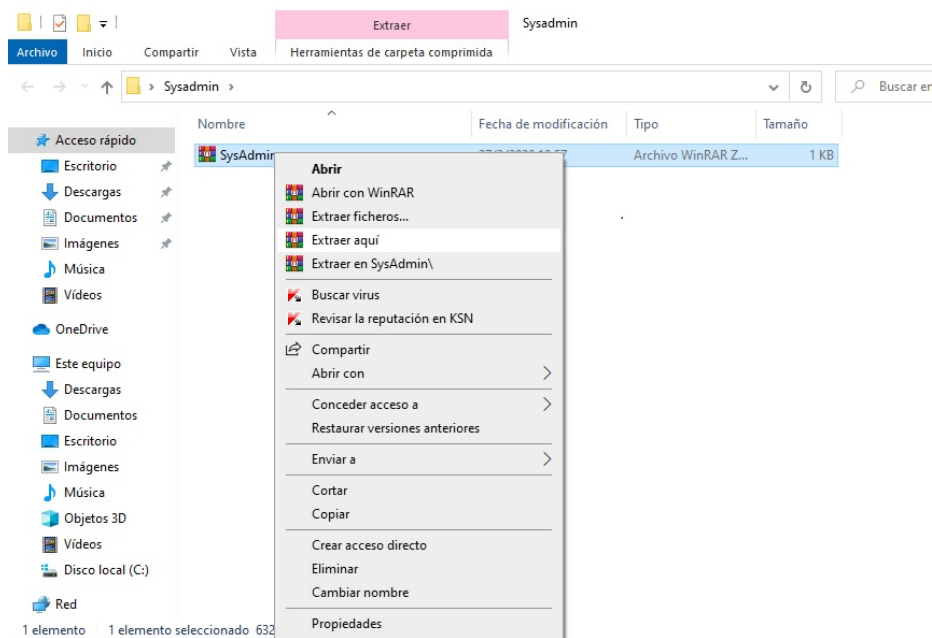 Extraer
Sysadmin
Archivo Inicio Compartir Vista Herramientas de carpeta comprimida
Sysadmin
Buscar en
Nombre Fecha de modificación Tipo Tamaño
Acceso rápido
SysAdmin Archivo WinRAR Z... 1 KB
Escritorio
Descargas
Documentos
Imágenes
Música
Vídeos
OneDrive
Este equipo
Descargas
Documentos
Escritorio
Imágenes
Música
Objetos 3D
Vídeos
Disco local (C:)
Red
Abrir
Abrir con WinRAR
Extraer ficheros...
Extraer aquí
Extraer en SysAdmin\
Buscar virus
Revisar la reputación en KSN
Compartir
Abrir con
Conceder acceso a
Restaurar versiones anteriores
Enviar a
Cortar
Copiar
Crear acceso directo
Eliminar
Cambiar nombre
Propiedades
1 elemento 1 elemento seleccionado 632